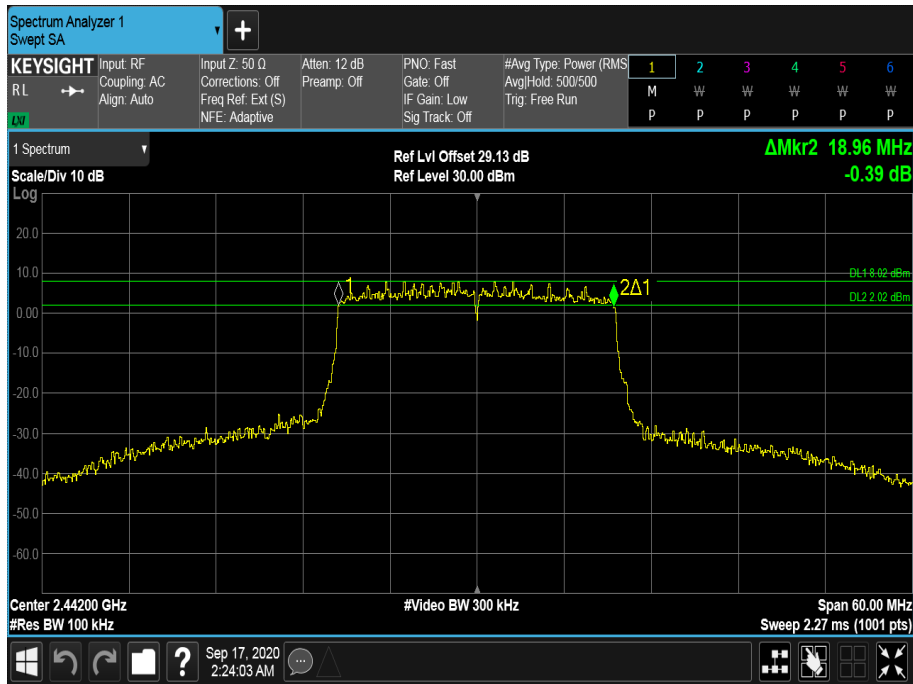 Spectrum Analyzer 1
Swept SA
+
KEYSIGHT
RL
LXI
Input: RF
Coupling: AC
Align: Auto
Input Z: 50 Ω
Corrections: Off
Freq Ref: Ext (S)
NFE: Adaptive
Atten: 12 dB
Preamp: Off
PNO: Fast
Gate: Off
IF Gain: Low
Sig Track: Off
#Avg Type: Power (RMS
Avg|Hold: 500/500
Trig: Free Run
1 2 3 4 5 6
M W W W W W
P P P P P P
1 Spectrum
Scale/Div 10 dB
Ref Lvl Offset 29.13 dB
Ref Level 30.00 dBm
ΔMkr2 18.96 MHz
-0.39 dB
Log
20.0
10.0
0.00
-10.0
-20.0
-30.0
-40.0
-50.0
-60.0
1
2Δ1
DL1 8.02 dBm
DL2 2.02 dBm
Center 2.44200 GHz
#Res BW 100 kHz
#Video BW 300 kHz
Span 60.00 MHz
Sweep 2.27 ms (1001 pts)
?
Sep 17, 2020
2:24:03 AM